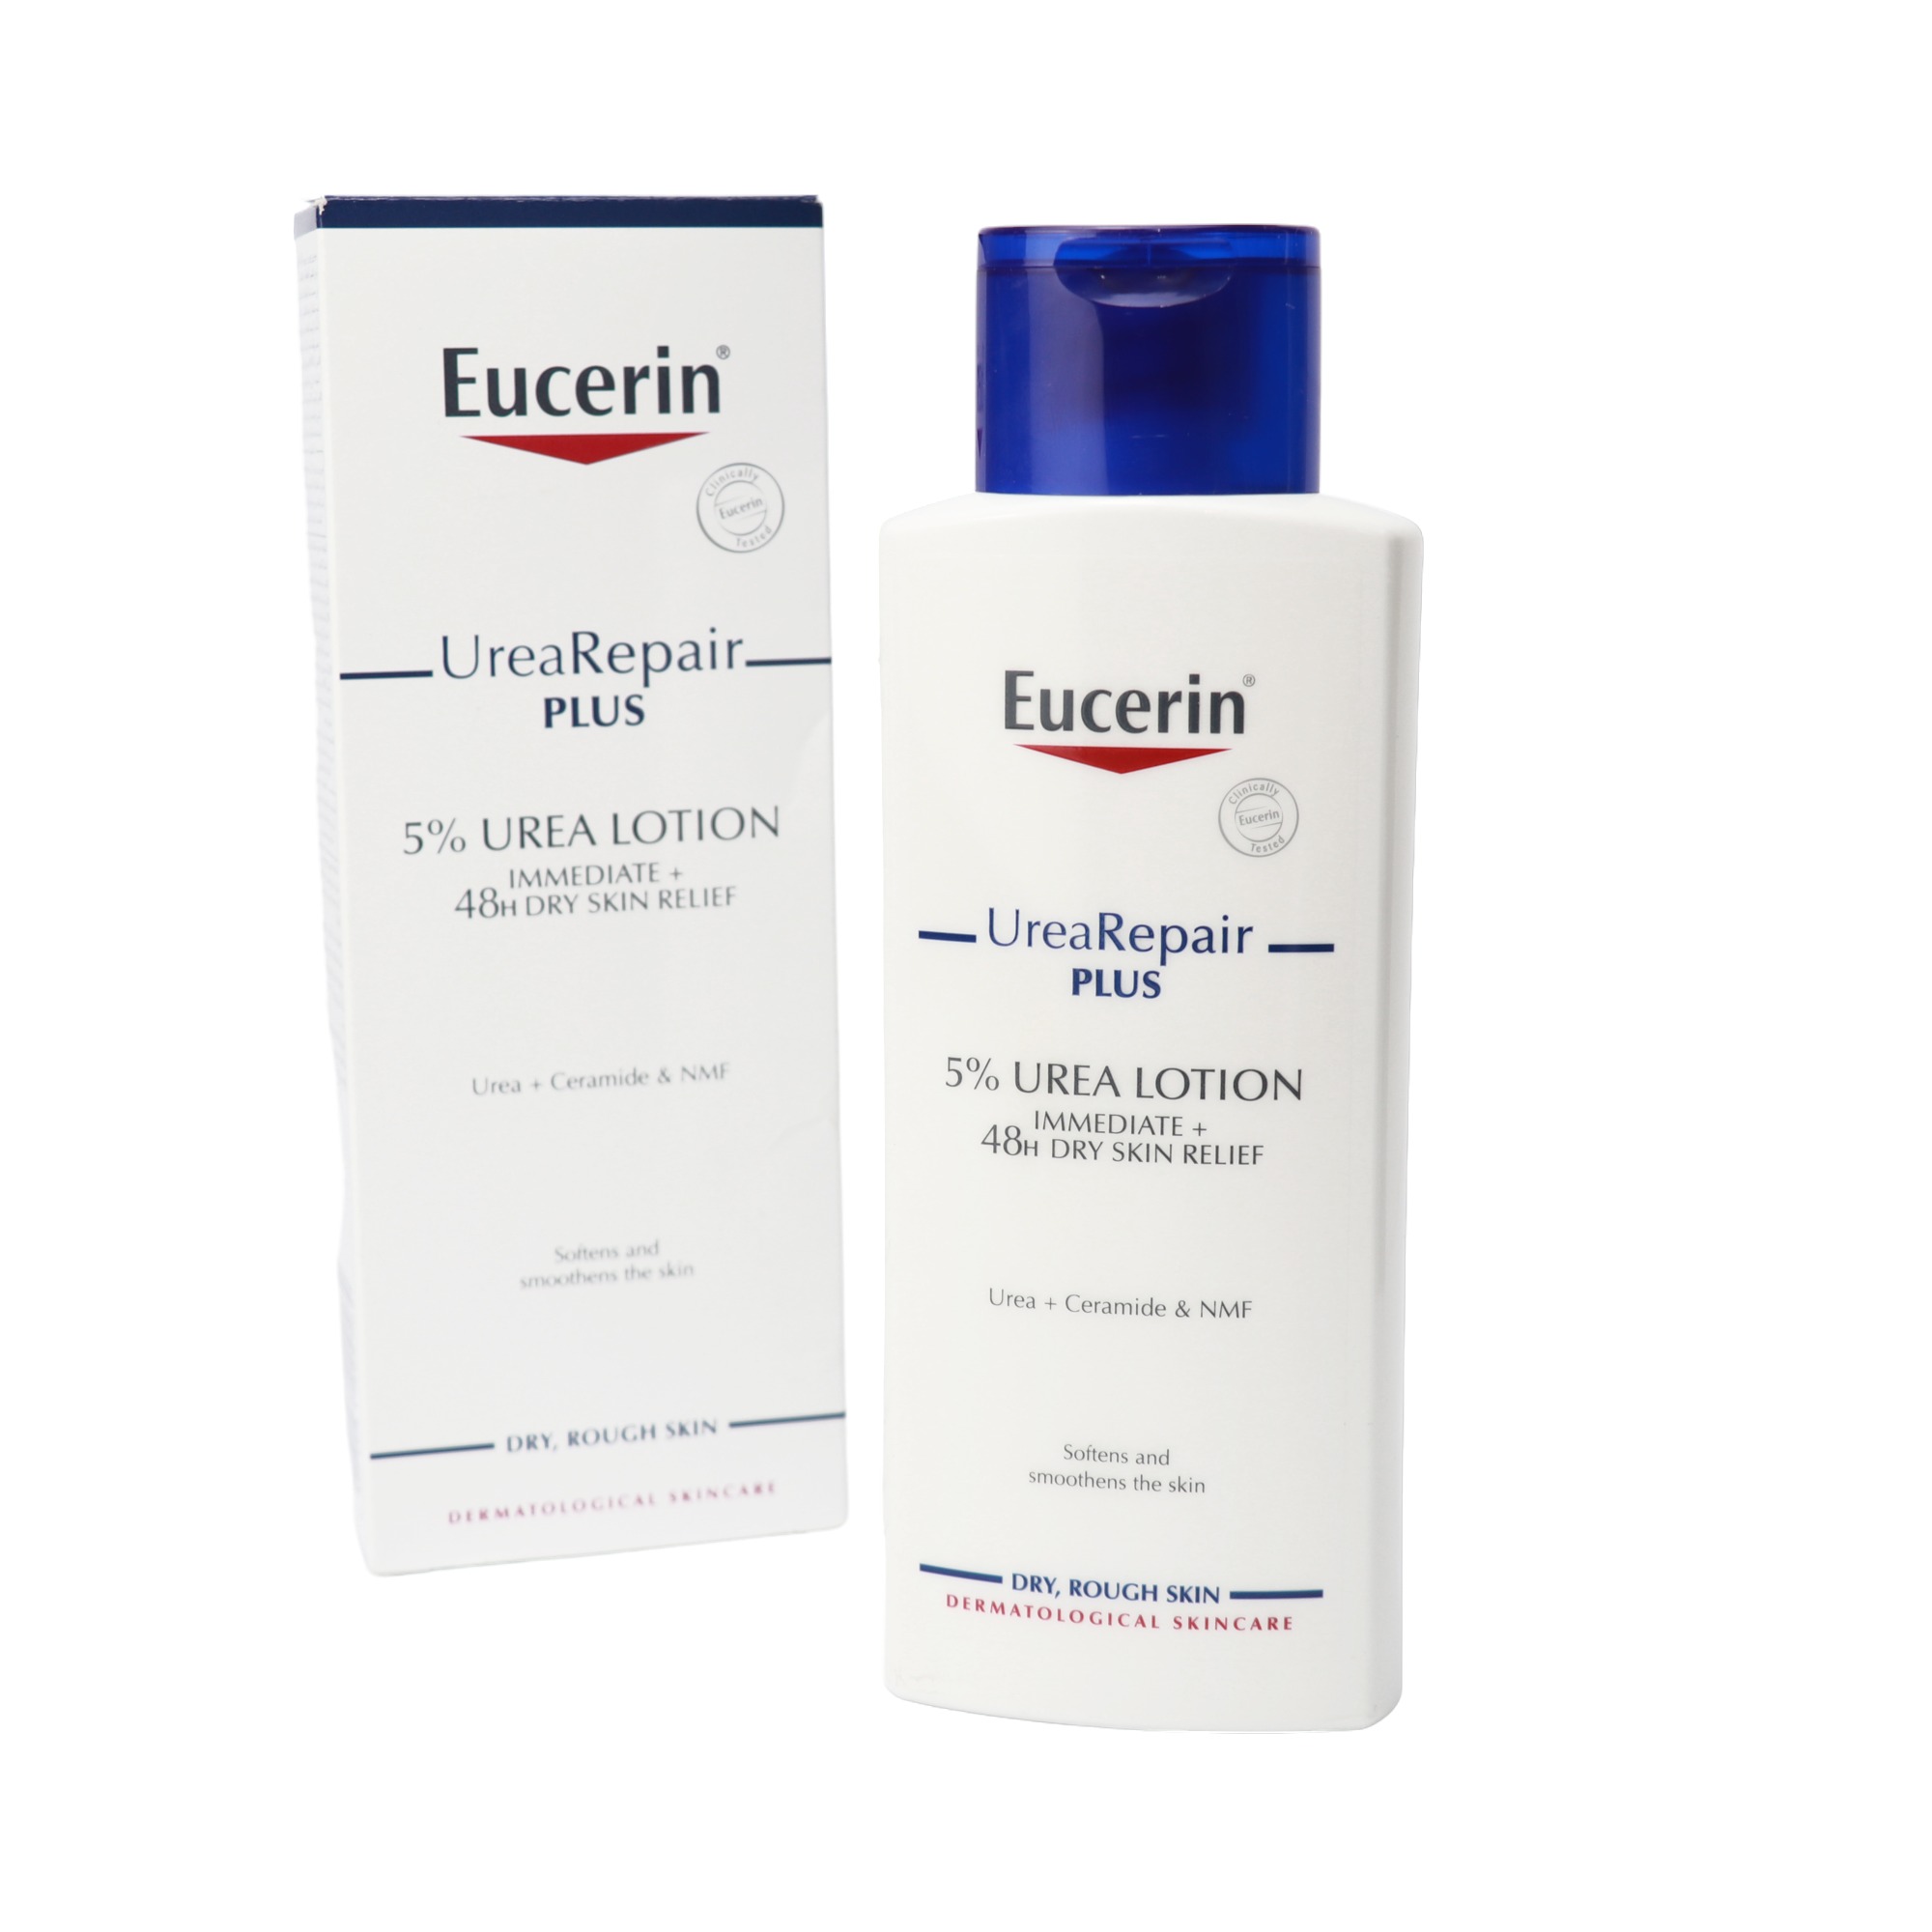 Eucerin®
Clinically
Eucerin
Tested
UreaRepair
PLUS
5% UREA LOTION
IMMEDIATE +
48H DRY SKIN RELIEF
Urea + Ceramide & NMF
Softens and
smoothens the skin
DRY, ROUGH SKIN
DERMATOLOGICAL SKINCARE
Eucerin®
Clinically
Eucerin
Tested
UreaRepair
PLUS
5% UREA LOTION
IMMEDIATE +
48H DRY SKIN RELIEF
Urea + Ceramide & NMF
Softens and
smoothens the skin
DRY, ROUGH SKIN
DERMATOLOGICAL SKINCARE